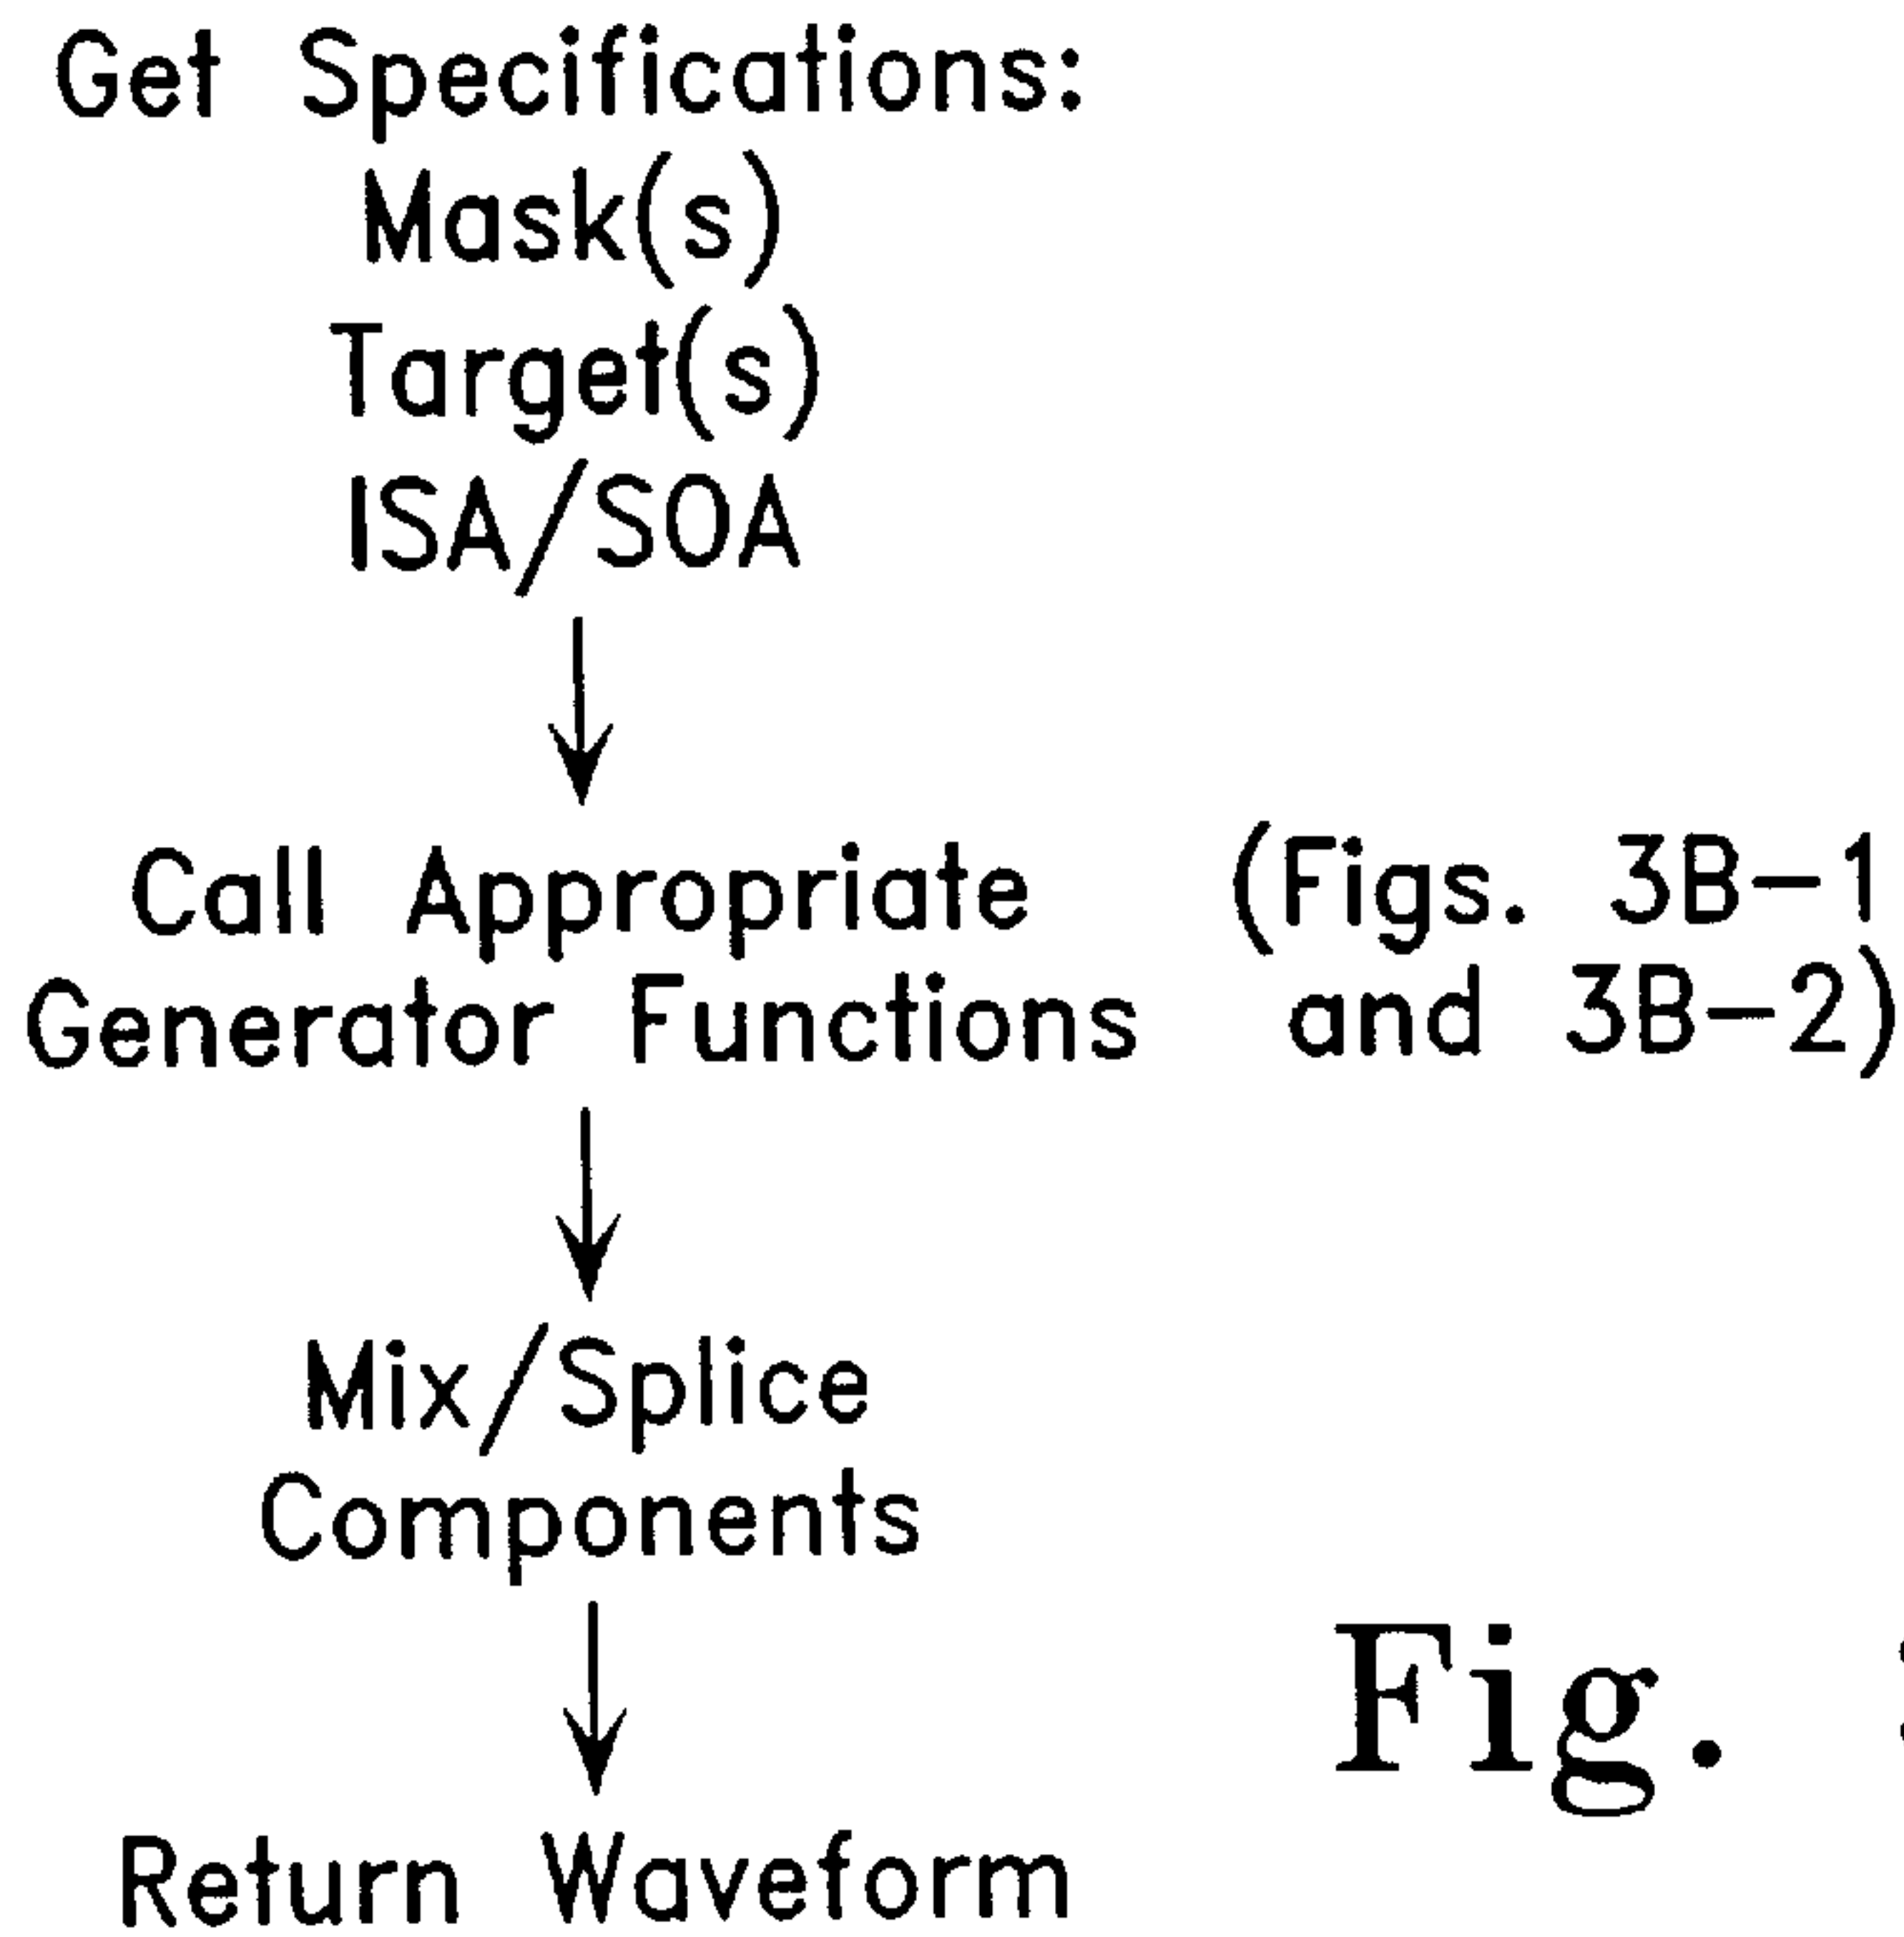 Get Specifications:
Mask(s)
Target(s)
ISA/SOA
Call Appropriate (Figs. 3B-1
Generator Functions and 3B-2)
Mix/Splice
Components
Fig.
Return Waveform